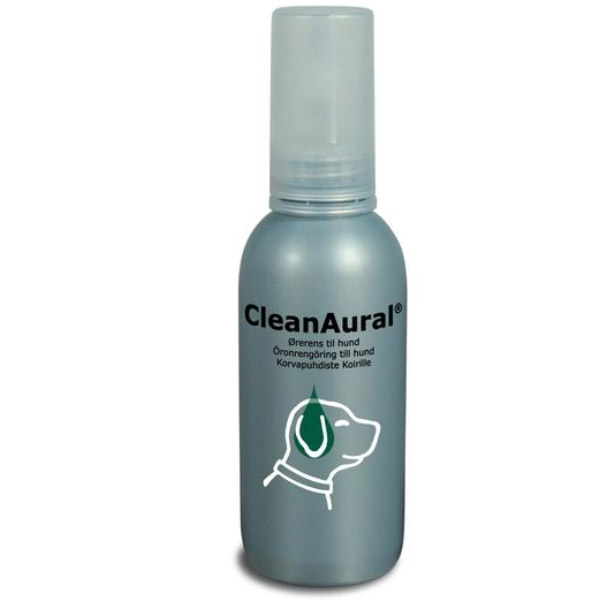 CleanAural®
Ørerens til hund
Öronrengöring till hund
Korvapuhdiste Koirille